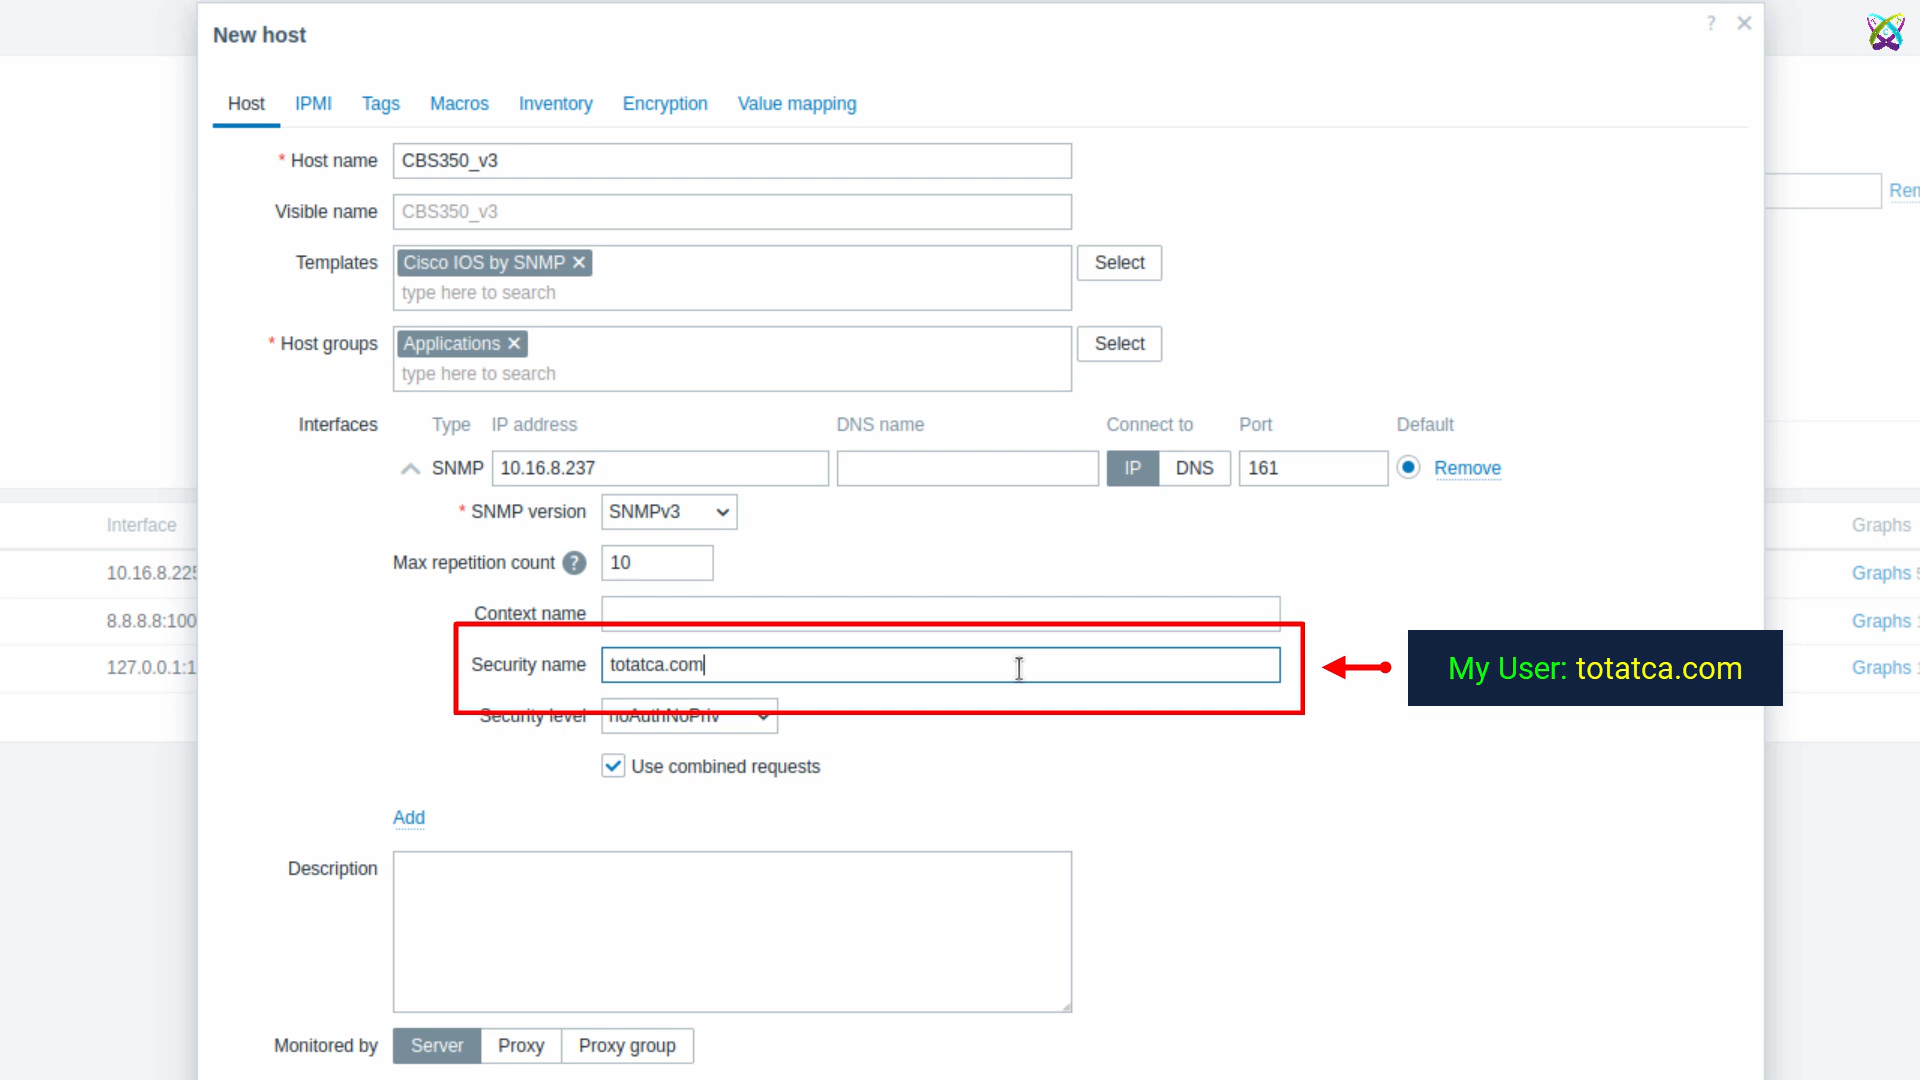 New host
?
Host IPMI Tags Macros Inventory Encryption Value mapping
* Host name CBS350_v3
Visible name CBS350_v3
Templates Cisco IOS by SNMP Select
type here to search
* Host groups Applications Select
type here to search
Interfaces Type IP address DNS name Connect to Port Default
SNMP 10.16.8.237 IP DNS 161 Remove
* SNMP version SNMPv3
Max repetition count ? 10
Context name
Security name totatca.com
My User: totatca.com
Security level noAuthNoPriv
Use combined requests
Add
Description
Monitored by Server Proxy Proxy group
Rem
Interface Graphs
10.16.8.225 Graphs
8.8.8.8:100 Graphs
127.0.0.1:1 Graphs